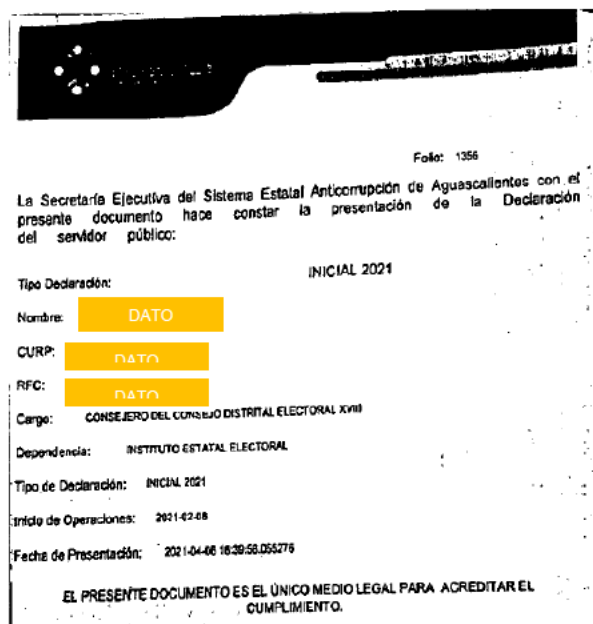 Folio: 1356
La Secretaría Ejecutiva del Sistema Estatal Anticorrupción de Aguascalientes con el
presente documento hace constar la presentación de la Declaración
del servidor público:
Tipo Declaración: INICIAL 2021
Nombre: DATO
CURP: DATO
RFC: DATO
Cargo: CONSEJERO DEL CONSEJO DISTRITAL ELECTORAL XVIII
Dependencia: INSTITUTO ESTATAL ELECTORAL
Tipo de Declaración: INICIAL 2021
Inicio de Operaciones: 2021-02-08
Fecha de Presentación: 2021-04-06 16:39:56.055276
EL PRESENTE DOCUMENTO ES EL ÚNICO MEDIO LEGAL PARA ACREDITAR EL
CUMPLIMIENTO.